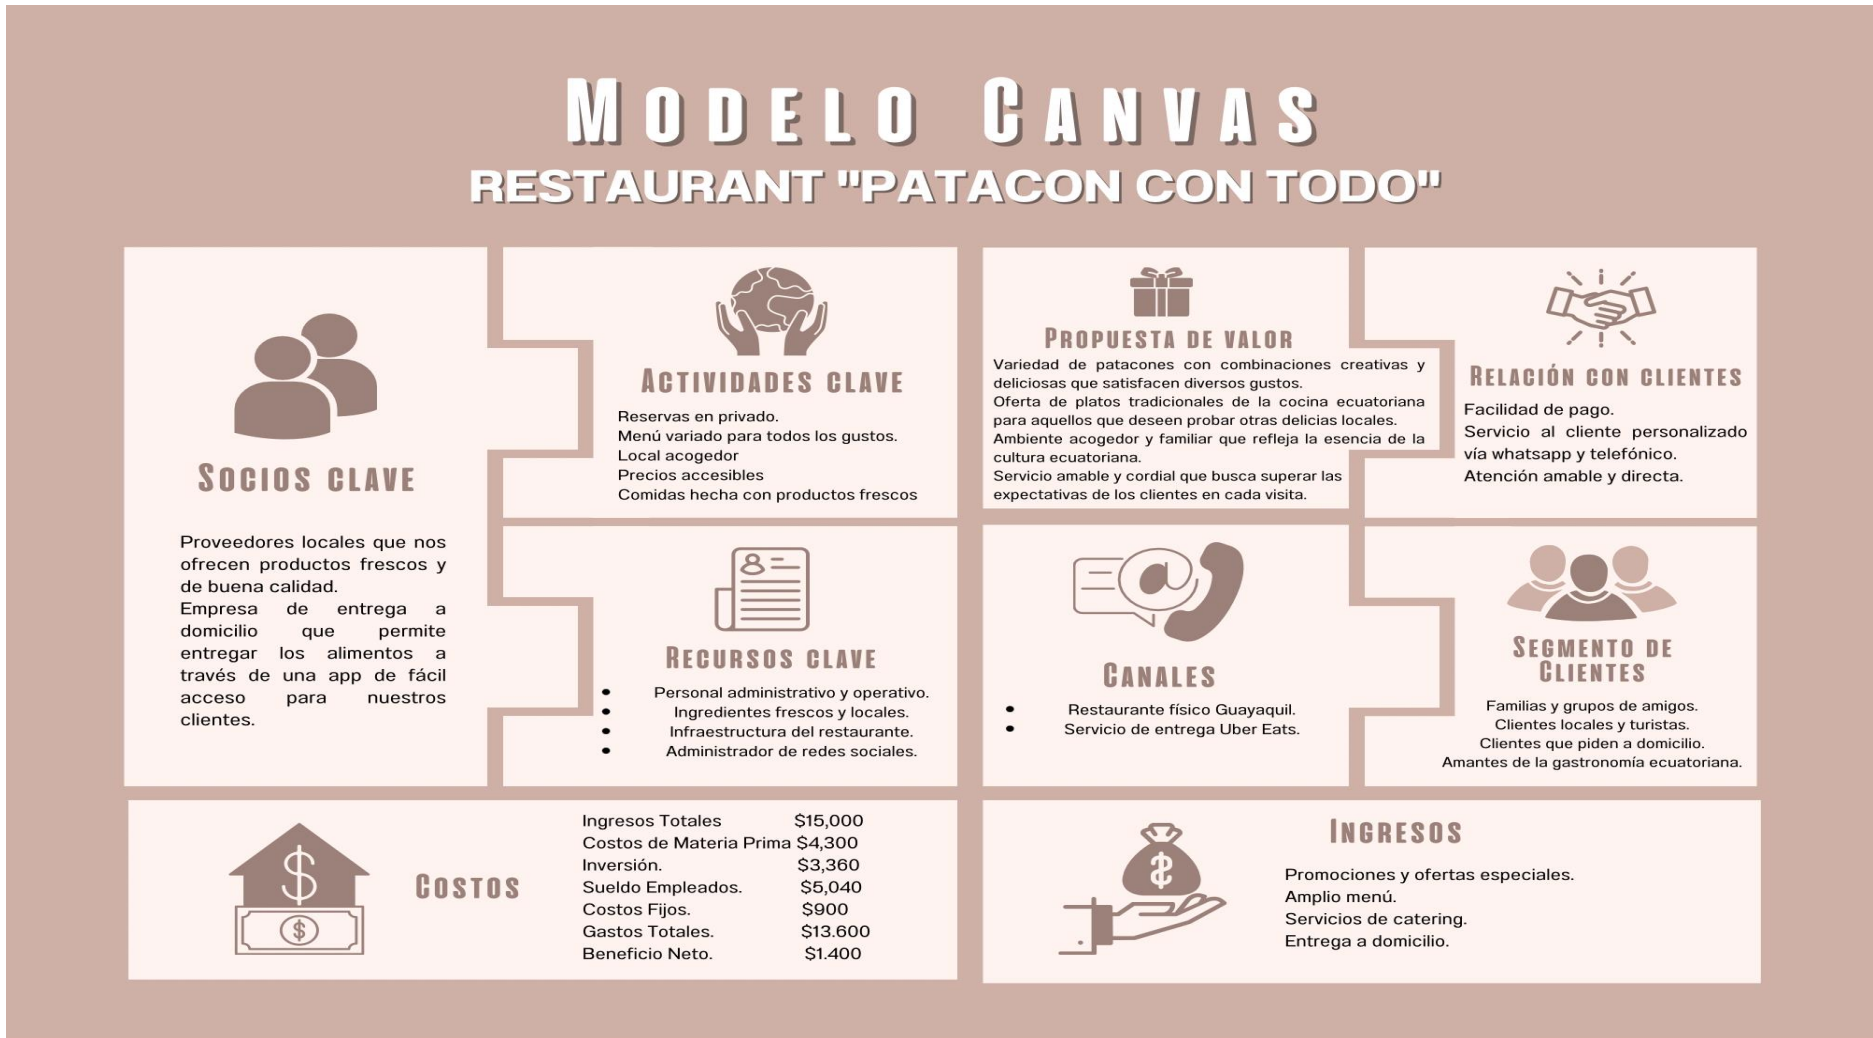 MODELO CANVAS
RESTAURANT "PATACON CON TODO"
SOCIOS CLAVE
Proveedores locales que nos
ofrecen productos frescos y
de buena calidad.
Empresa de entrega a
domicilio que permite
entregar los alimentos a
través de una app de fácil
acceso para nuestros
clientes.
ACTIVIDADES CLAVE
Reservas en privado.
Menú variado para todos los gustos.
Local acogedor
Precios accesibles
Comidas hecha con productos frescos
RECURSOS CLAVE
• Personal administrativo y operativo.
• Ingredientes frescos y locales.
• Infraestructura del restaurante.
• Administrador de redes sociales.
PROPUESTA DE VALOR
Variedad de patacones con combinaciones creativas y
deliciosas que satisfacen diversos gustos.
Oferta de platos tradicionales de la cocina ecuatoriana
para aquellos que deseen probar otras delicias locales.
Ambiente acogedor y familiar que refleja la esencia de la
cultura ecuatoriana.
Servicio amable y cordial que busca superar las
expectativas de los clientes en cada visita.
RELACIÓN CON CLIENTES
Facilidad de pago.
Servicio al cliente personalizado
vía whatsapp y telefónico.
Atención amable y directa.
CANALES
• Restaurante físico Guayaquil.
• Servicio de entrega Uber Eats.
SEGMENTO DE
CLIENTES
Familias y grupos de amigos.
Clientes locales y turistas.
Clientes que piden a domicilio.
Amantes de la gastronomía ecuatoriana.
COSTOS
Ingresos Totales $15,000
Costos de Materia Prima $4,300
Inversión. $3,360
Sueldo Empleados. $5,040
Costos Fijos. $900
Gastos Totales. $13.600
Beneficio Neto. $1.400
INGRESOS
Promociones y ofertas especiales.
Amplio menú.
Servicios de catering.
Entrega a domicilio.